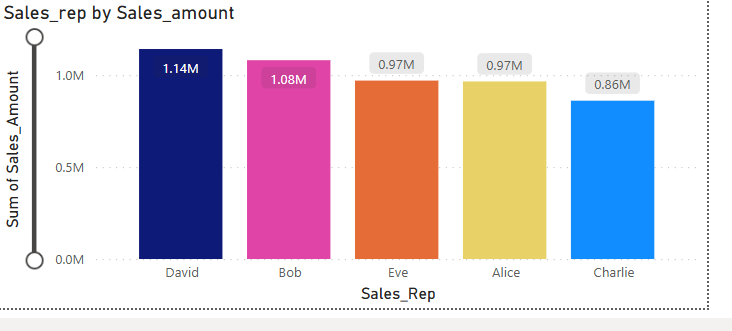 Sales_rep by Sales_amount
Sum of Sales_Amount
1.0M
0.5M
0.0M
1.14M
1.08M
0.97M
0.97M
0.86M
David
Bob
Eve
Alice
Charlie
Sales_Rep